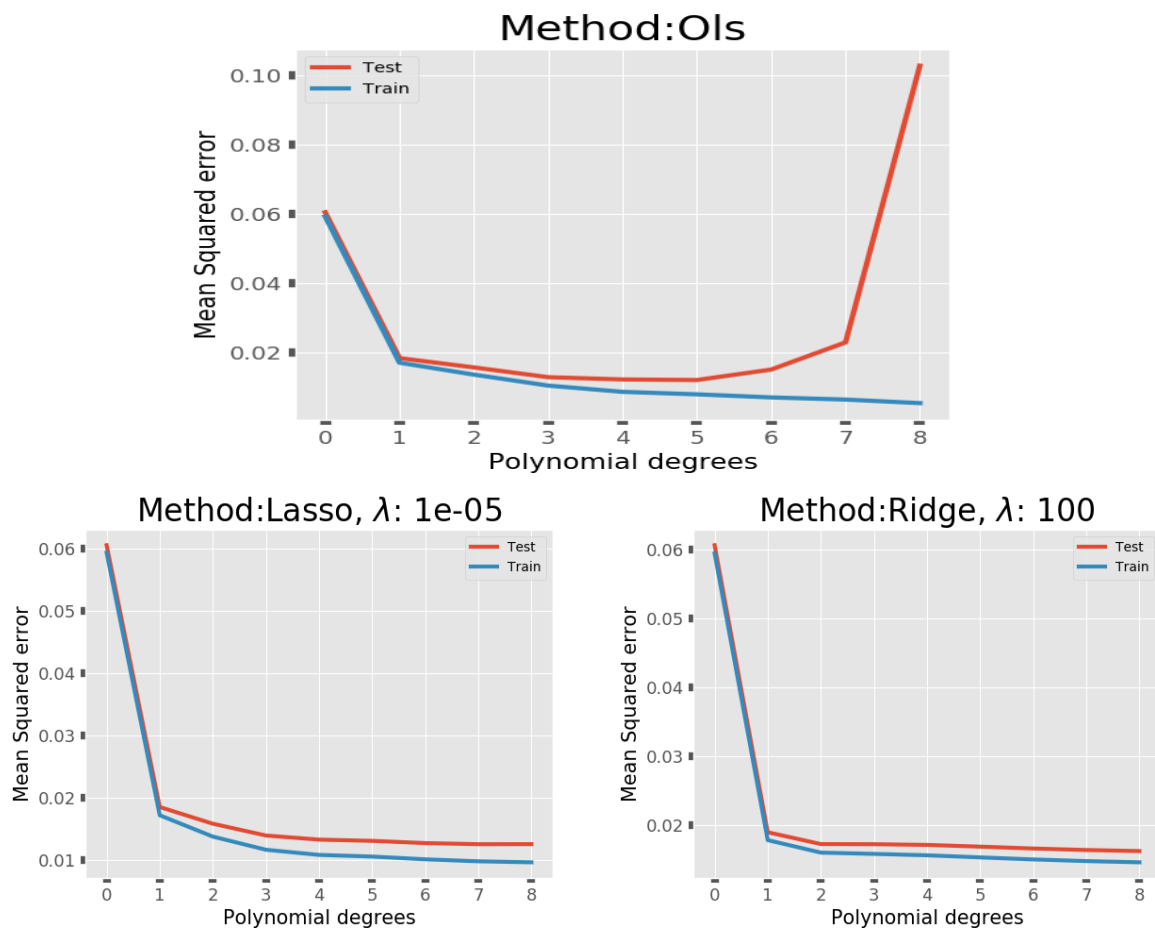 Method:Ols
Test
Train
Mean Squared error
0.10
0.08
0.06
0.04
0.02
0 1 2 3 4 5 6 7 8
Polynomial degrees
Method:Lasso, λ: 1e-05
Test
Train
Mean Squared error
0.06
0.05
0.04
0.03
0.02
0.01
0 1 2 3 4 5 6 7 8
Polynomial degrees
Method:Ridge, λ: 100
Test
Train
Mean Squared error
0.06
0.05
0.04
0.03
0.02
0 1 2 3 4 5 6 7 8
Polynomial degrees